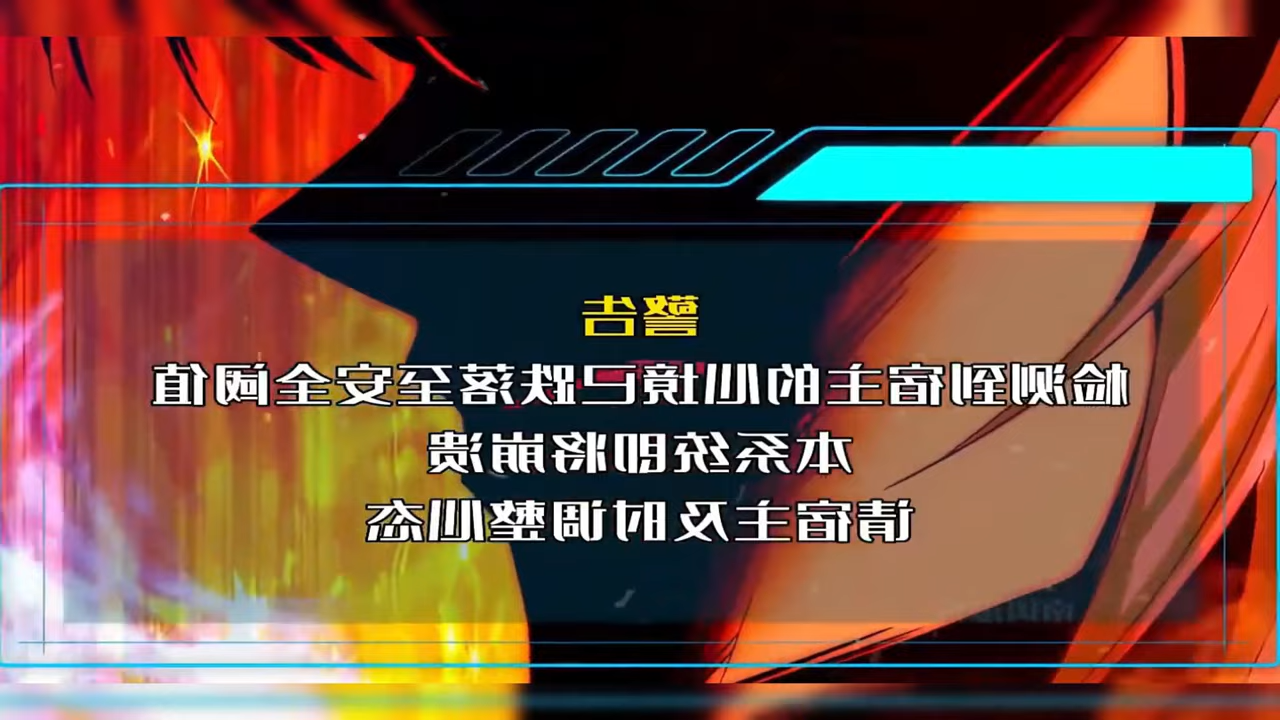 警告
检测到宿主的心境已跌落至安全阈值
本系统即将崩溃
请宿主及时调整心态